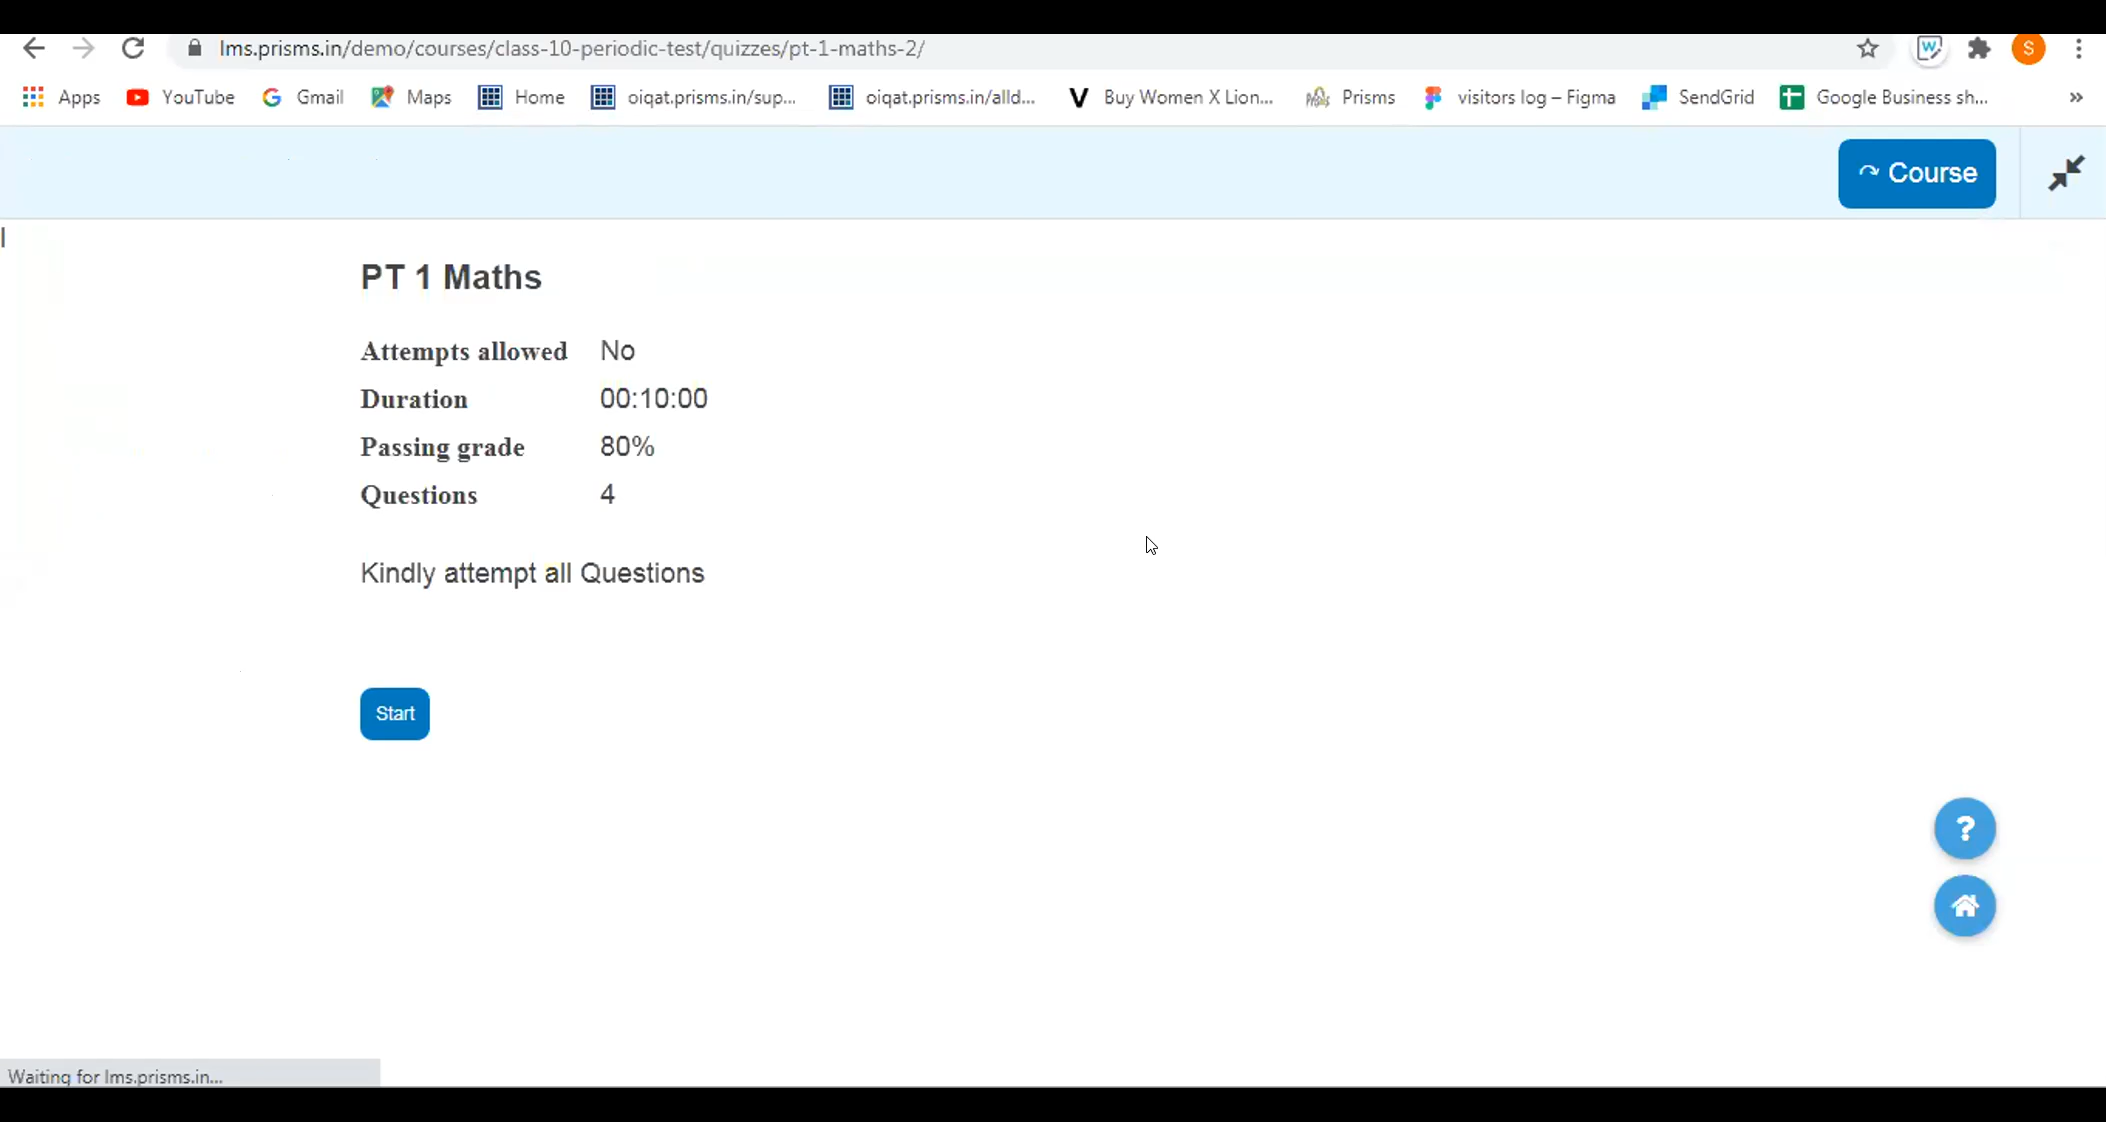 lms.prisms.in/demo/courses/class-10-periodic-test/quizzes/pt-1-maths-2/
S
Apps YouTube Gmail Maps Home oiqat.prisms.in/sup... oiqat.prisms.in/alld... Buy Women X Lion... Prisms visitors log – Figma SendGrid Google Business sh... »
Course
PT 1 Maths
Attempts allowed No
Duration 00:10:00
Passing grade 80%
Questions 4
Kindly attempt all Questions
Start
?
Waiting for lms.prisms.in...